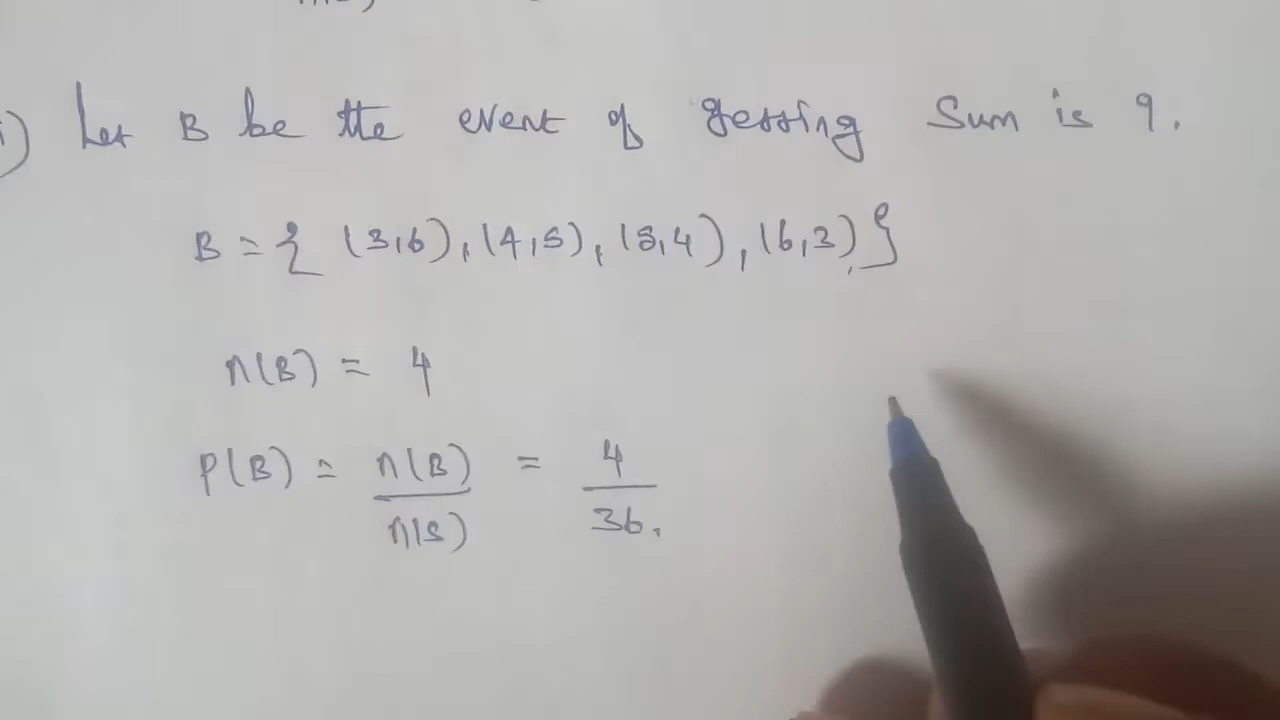 i) Let B be the event of getting Sum is 9.
B = { (3,6), (4,5), (5,4), (6,3) }
n(B) = 4
P(B) = n(B)/n(S) = 4/36.